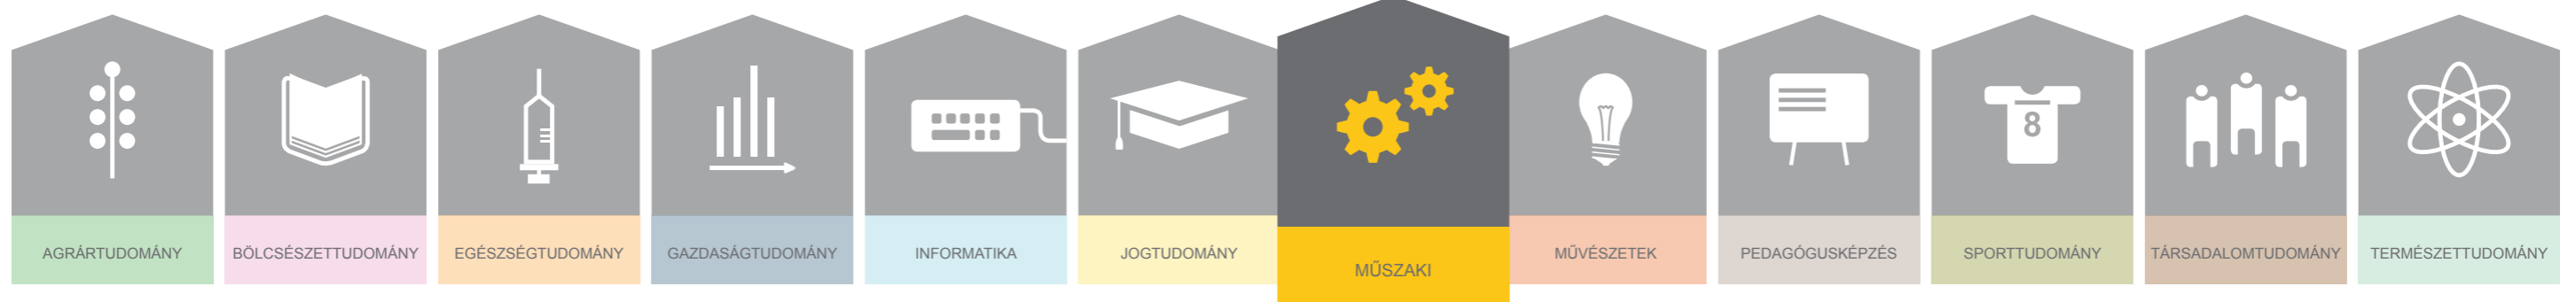 8
AGRÁRTUDOMÁNY
BÖLCSÉSZETTUDOMÁNY
EGÉSZSÉGTUDOMÁNY
GAZDASÁGTUDOMÁNY
INFORMATIKA
JOGTUDOMÁNY
MŰSZAKI
MŰVÉSZETEK
PEDAGÓGUSKÉPZÉS
SPORTTUDOMÁNY
TÁRSADALOMTUDOMÁNY
TERMÉSZETTUDOMÁNY